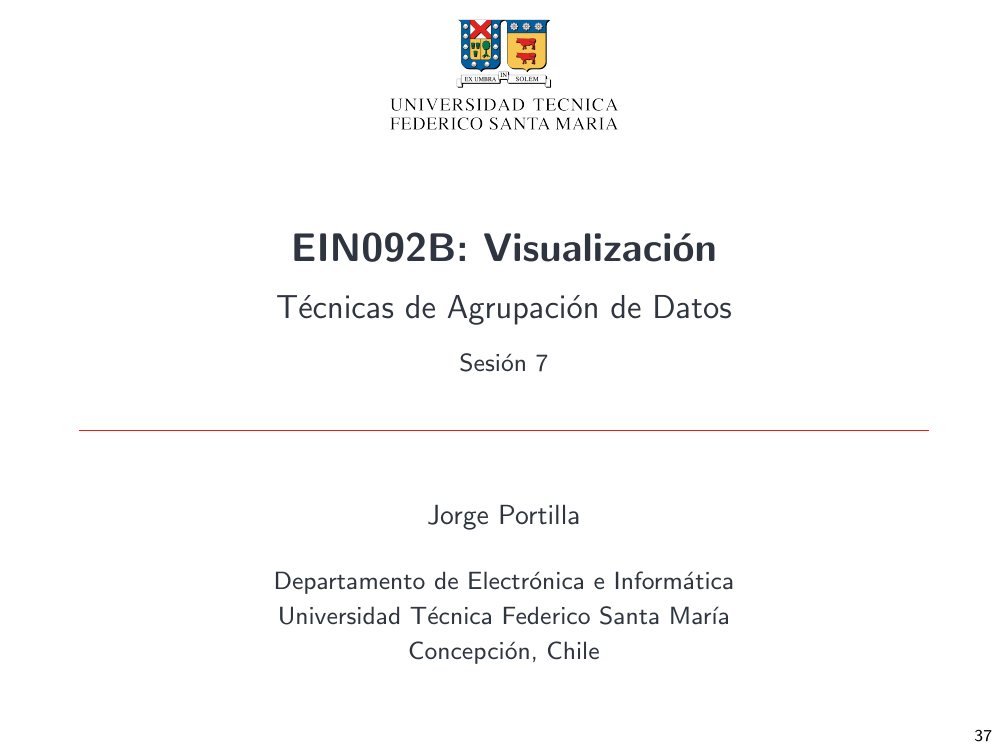 EX UMBRA IN SOLEM
UNIVERSIDAD TECNICA
FEDERICO SANTA MARIA
EIN092B: Visualización
Técnicas de Agrupación de Datos
Sesión 7
Jorge Portilla
Departamento de Electrónica e Informática
Universidad Técnica Federico Santa María
Concepción, Chile
37